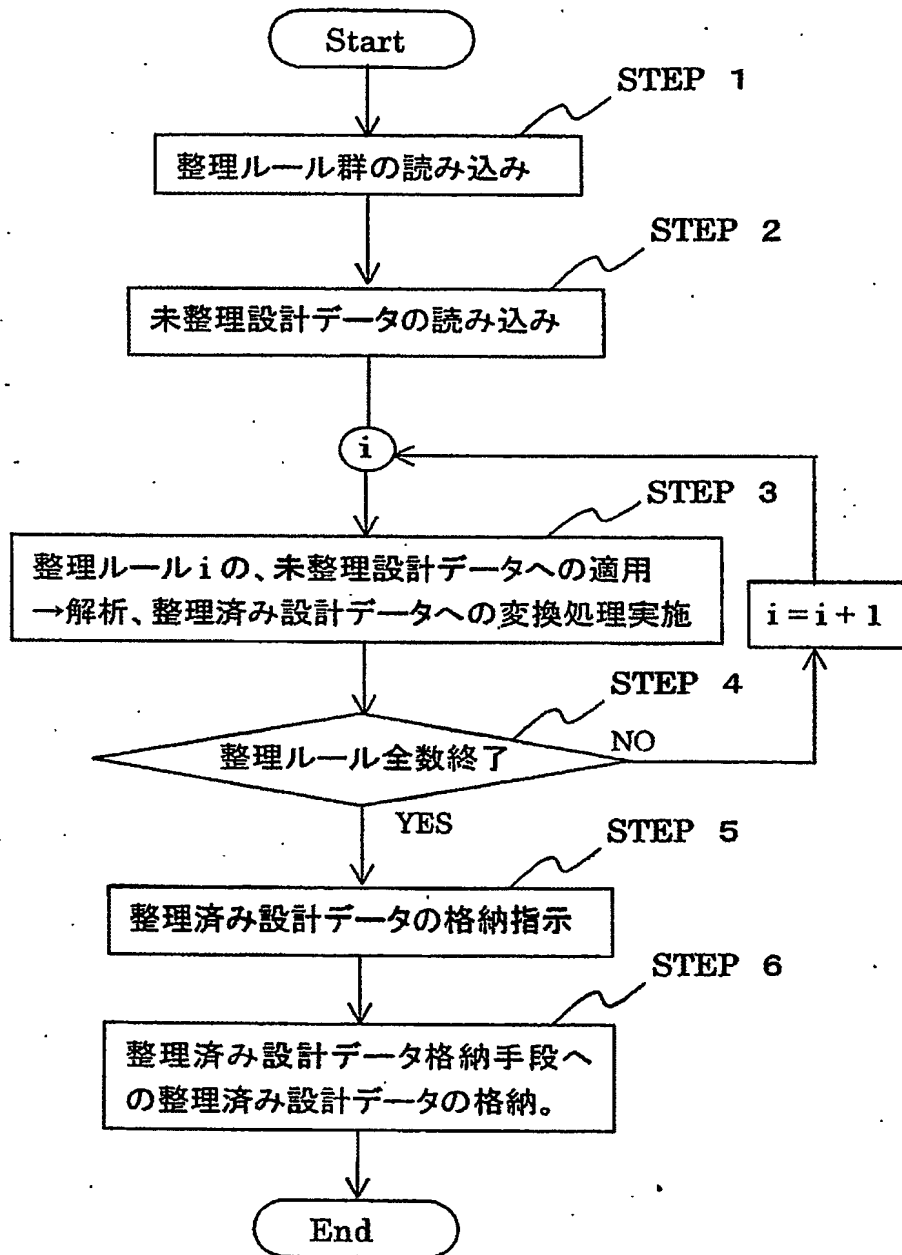 Start
STEP 1
整理ルール群の読み込み
STEP 2
未整理設計データの読み込み
i
STEP 3
整理ルールiの、未整理設計データへの適用
→解析、整理済み設計データへの変換処理実施
i=i+1
STEP 4
整理ルール全数終了
NO
YES
STEP 5
整理済み設計データの格納指示
STEP 6
整理済み設計データ格納手段へ
の整理済み設計データの格納。
End